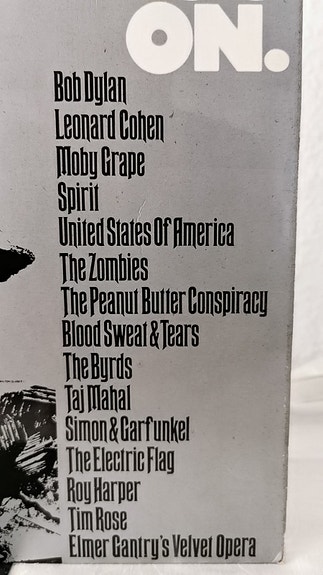 ON.
Bob Dylan
Leonard Cohen
Moby Grape
Spirit
United States Of America
The Zombies
The Peanut Butter Conspiracy
Blood Sweat & Tears
The Byrds
Taj Mahal
Simon & Garfunkel
The Electric Flag
Roy Harper
Tim Rose
Elmer Gantry's Velvet Opera